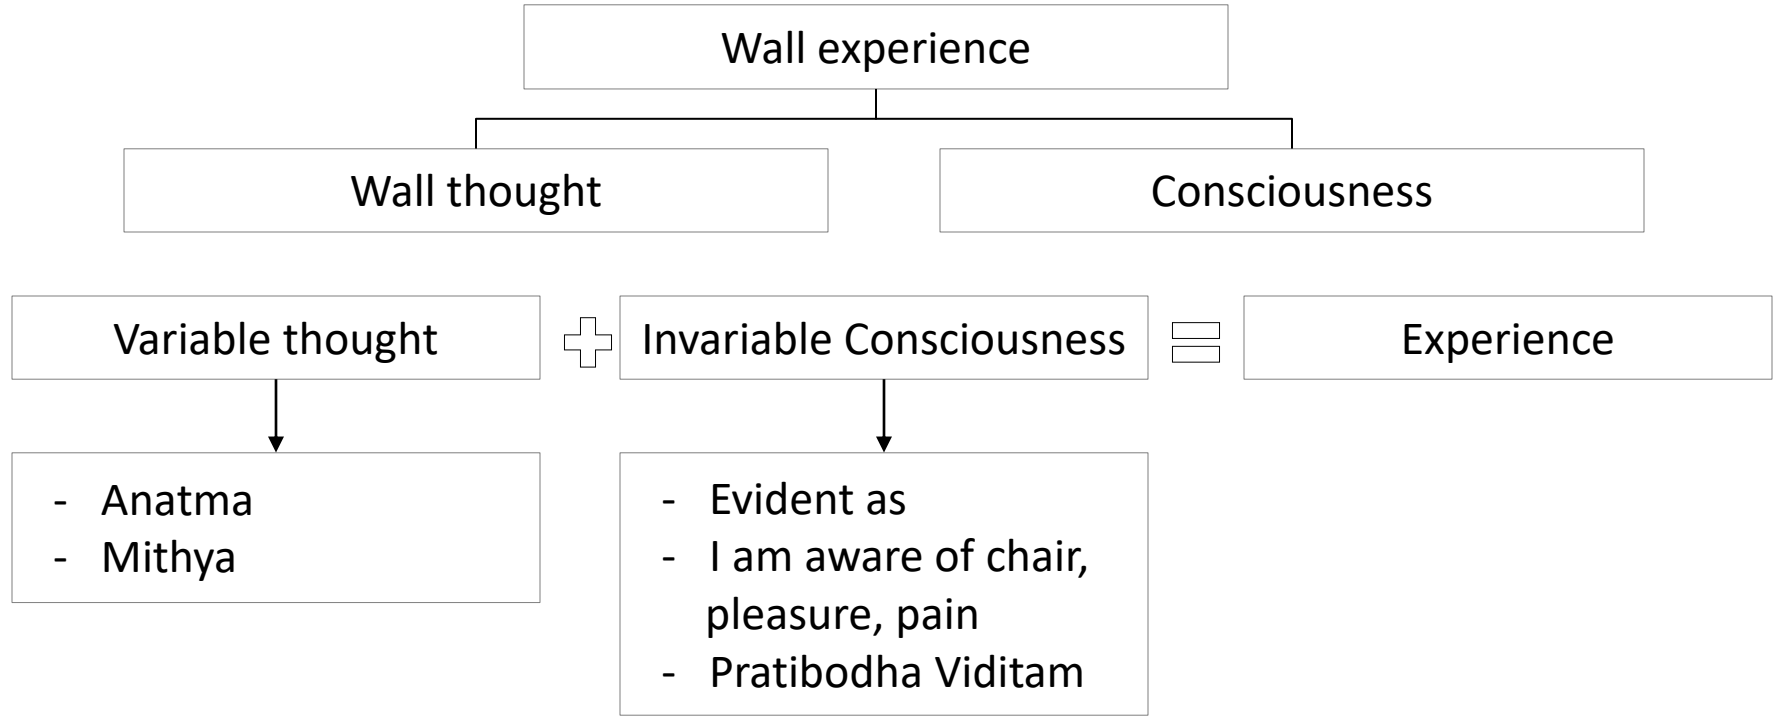 Wall experience
Wall thought
Consciousness
Variable thought
Invariable Consciousness
Experience
- Anatma
- Mithya
- Evident as
- I am aware of chair,
pleasure, pain
- Pratibodha Viditam